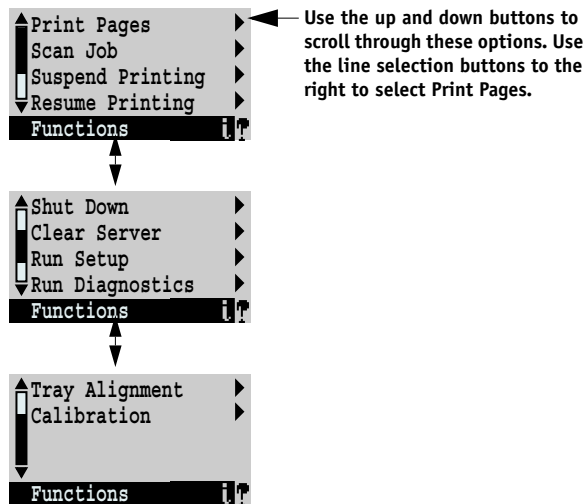 Print Pages
Scan Job
Suspend Printing
Resume Printing
Functions
Use the up and down buttons to
scroll through these options. Use
the line selection buttons to the
right to select Print Pages.
Shut Down
Clear Server
Run Setup
Run Diagnostics
Functions
Tray Alignment
Calibration
Functions